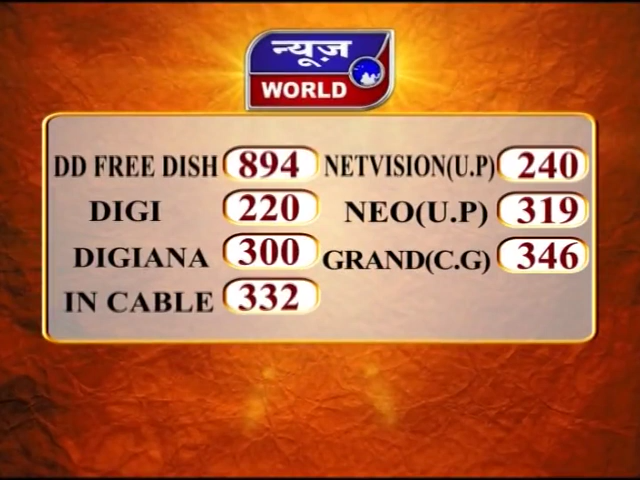 न्यूज़
WORLD
DD FREE DISH 894 NETVISION(U.P) 240
DIGI 220 NEO(U.P) 319
DIGIANA 300 GRAND(C.G) 346
IN CABLE 332